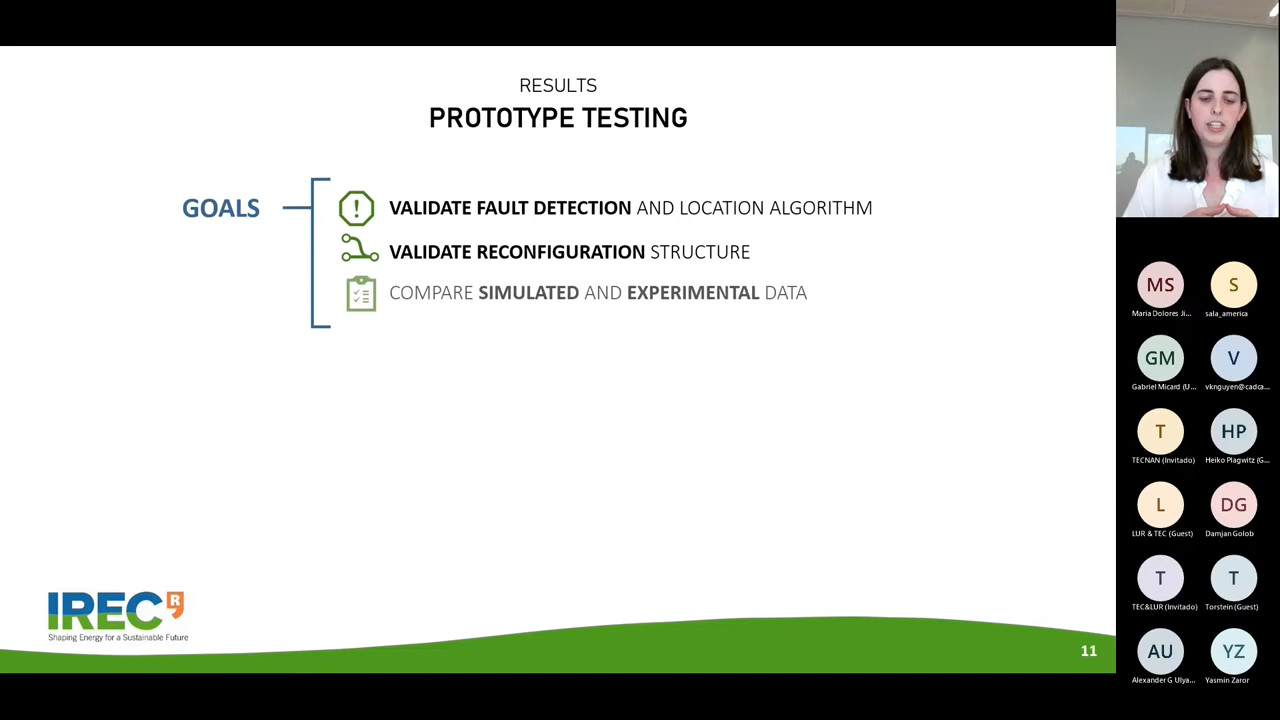 RESULTS
PROTOTYPE TESTING
GOALS
VALIDATE FAULT DETECTION AND LOCATION ALGORITHM
VALIDATE RECONFIGURATION STRUCTURE
COMPARE SIMULATED AND EXPERIMENTAL DATA
IREC R
Shaping Energy for a Sustainable Future
11
MS S
Maria Dolores Ji... sala_america
GM V
Gabriel Micard (U... vknguyen@cadca...
T HP
TECNAN (Invitado) Heiko Plagwitz (G...
L DG
LUR & TEC (Guest) Damjan Golob
T T
TEC&LUR (Invitado) Torstein (Guest)
AU YZ
Alexander G Ulya... Yasmin Zaror